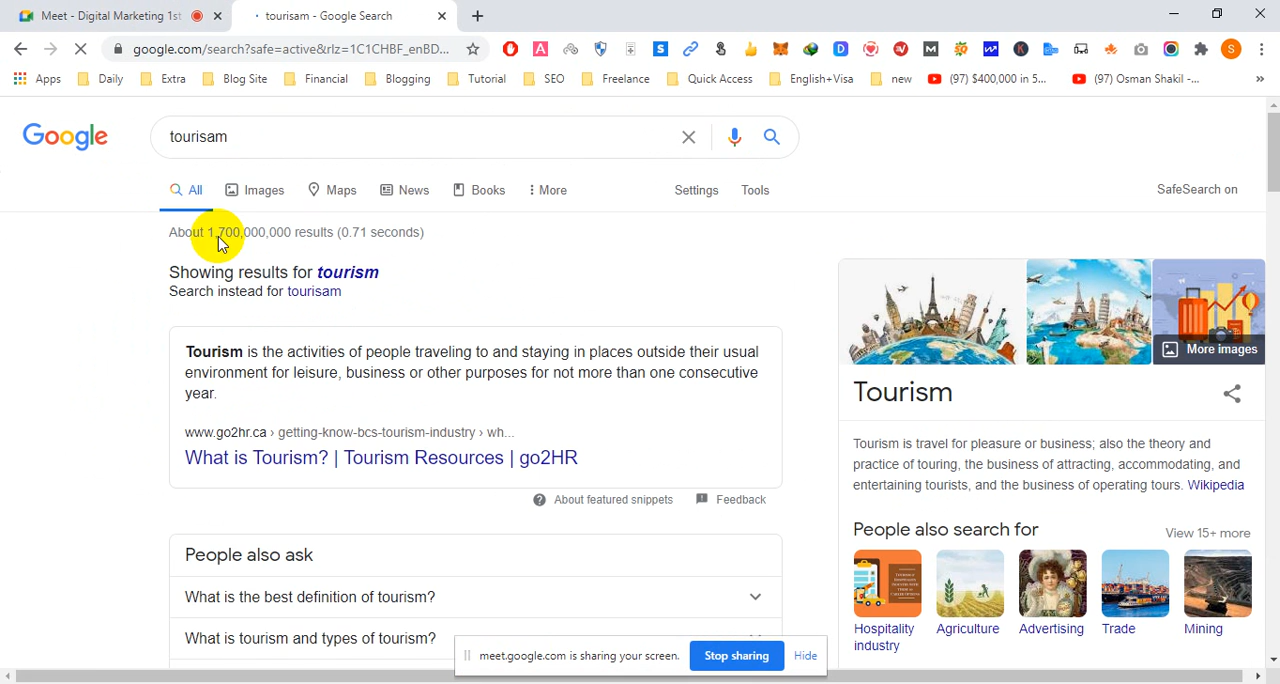 Meet - Digital Marketing 1st
tourisam - Google Search
google.com/search?safe=active&rlz=1C1CHBF_enBD...
Apps
Daily
Extra
Blog Site
Financial
Blogging
Tutorial
SEO
Freelance
Quick Access
English+Visa
new
(97) $400,000 in 5...
(97) Osman Shakil -...
Google
tourisam
All
Images
Maps
News
Books
More
Settings
Tools
SafeSearch on
About 1,700,000,000 results (0.71 seconds)
Showing results for tourism
Search instead for tourisam
Tourism is the activities of people traveling to and staying in places outside their usual
environment for leisure, business or other purposes for not more than one consecutive
year.
www.go2hr.ca › getting-know-bcs-tourism-industry › wh...
What is Tourism? | Tourism Resources | go2HR
About featured snippets
Feedback
People also ask
What is the best definition of tourism?
What is tourism and types of tourism?
More images
Tourism
Tourism is travel for pleasure or business; also the theory and
practice of touring, the business of attracting, accommodating, and
entertaining tourists, and the business of operating tours. Wikipedia
People also search for
View 15+ more
Hospitality
industry
Agriculture
Advertising
Trade
Mining
meet.google.com is sharing your screen.
Stop sharing
Hide